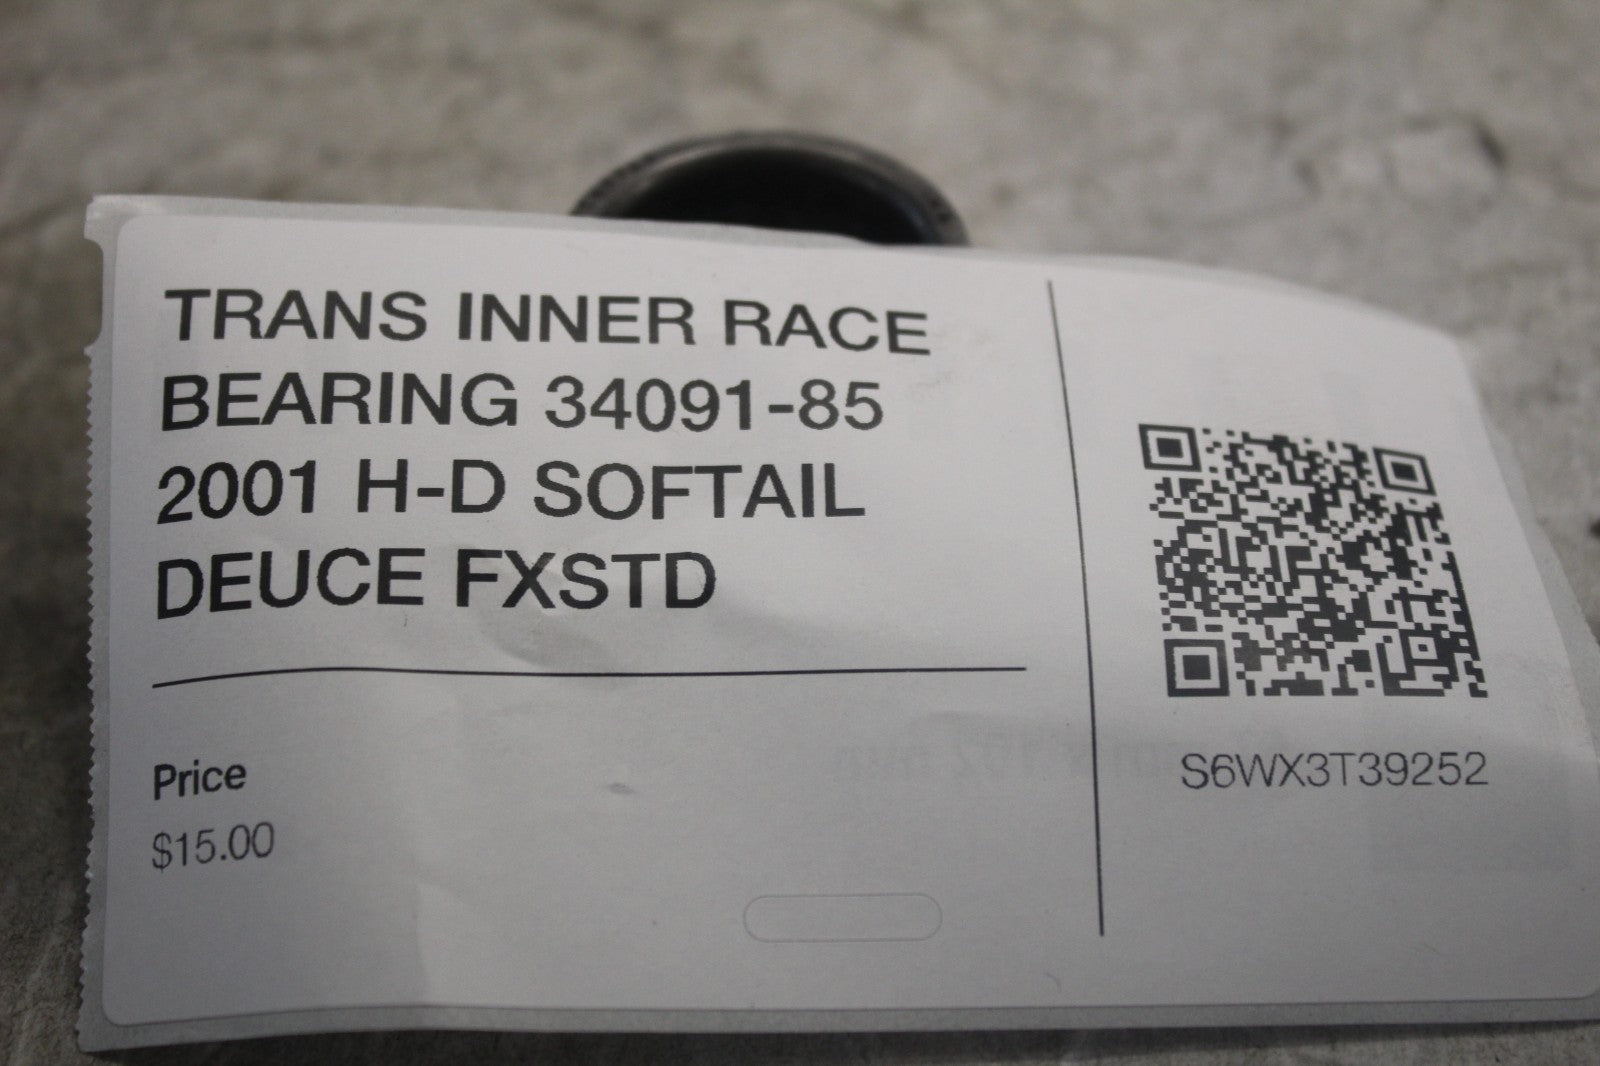 TRANS INNER RACE
BEARING 34091-85
2001 H-D SOFTAIL
DEUCE FXSTD
Price
$15.00
S6WX3T39252